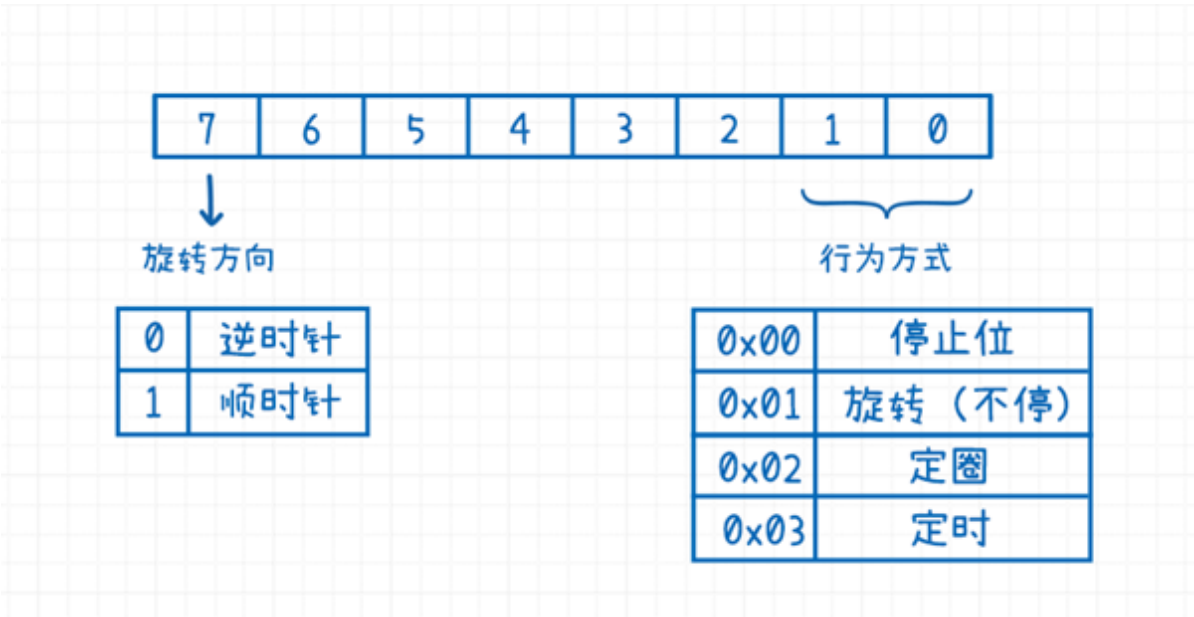 7 6 5 4 3 2 1 0
旋转方向 行为方式
0 逆时针 0x00 停止位
1 顺时针 0x01 旋转（不停）
0x02 定圈
0x03 定时